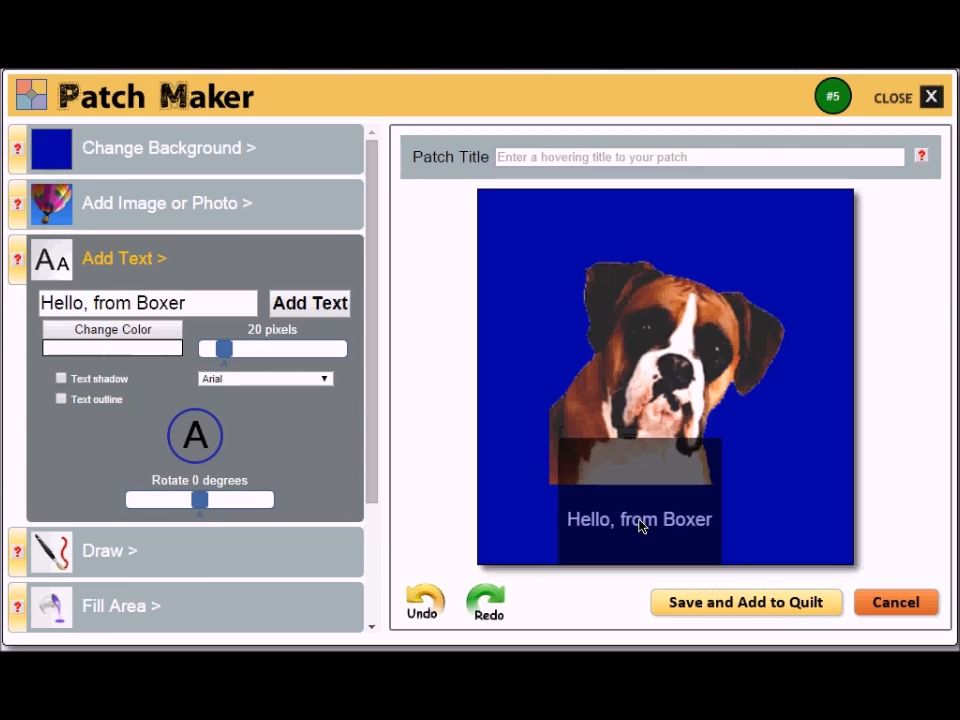 Patch Maker
#5
CLOSE X
? Change Background >
? Add Image or Photo >
? AA Add Text >
Hello, from Boxer
Add Text
Change Color
20 pixels
A
Text shadow
Arial
Text outline
A
Rotate 0 degrees
A
? Draw >
? Fill Area >
Patch Title
Enter a hovering title to your patch
?
Hello, from Boxer
Undo
Redo
Save and Add to Quilt
Cancel